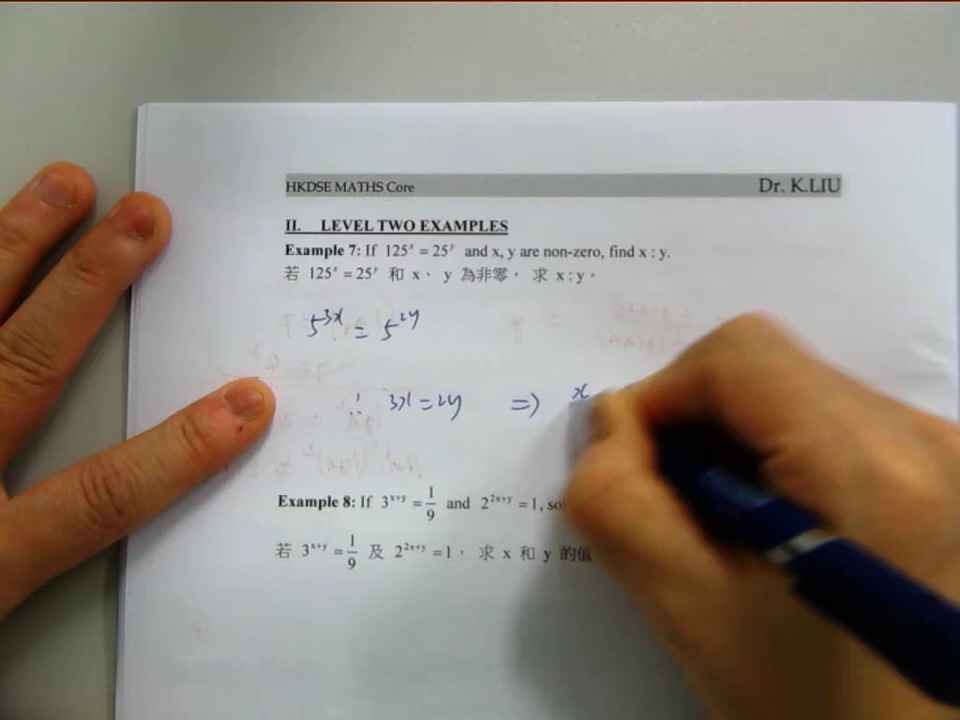 HKDSE MATHS Core Dr. K.LIU
II. LEVEL TWO EXAMPLES
Example 7: If 125ˣ = 25ʸ and x, y are non-zero, find x : y.
若 125ˣ = 25ʸ 和 x、 y 為非零， 求 x : y。
5³ˣ = 5²ʸ
∴ 3x = 2y => x
Example 8: If 3ˣ⁺ʸ = 1/9 and 2²ˣ⁺ʸ = 1,
若 3ˣ⁺ʸ = 1/9 及 2²ˣ⁺ʸ = 1， 求 x 和 y 的值